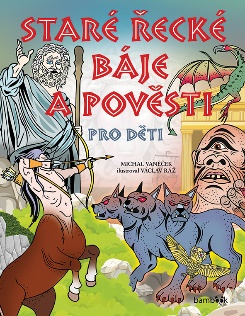 STARÉ ŘECKÉ
BÁJE
A POVĚSTI
PRO DĚTI
MICHAL VANĚČEK
ilustroval VÁCLAV RÁŽ
bambook